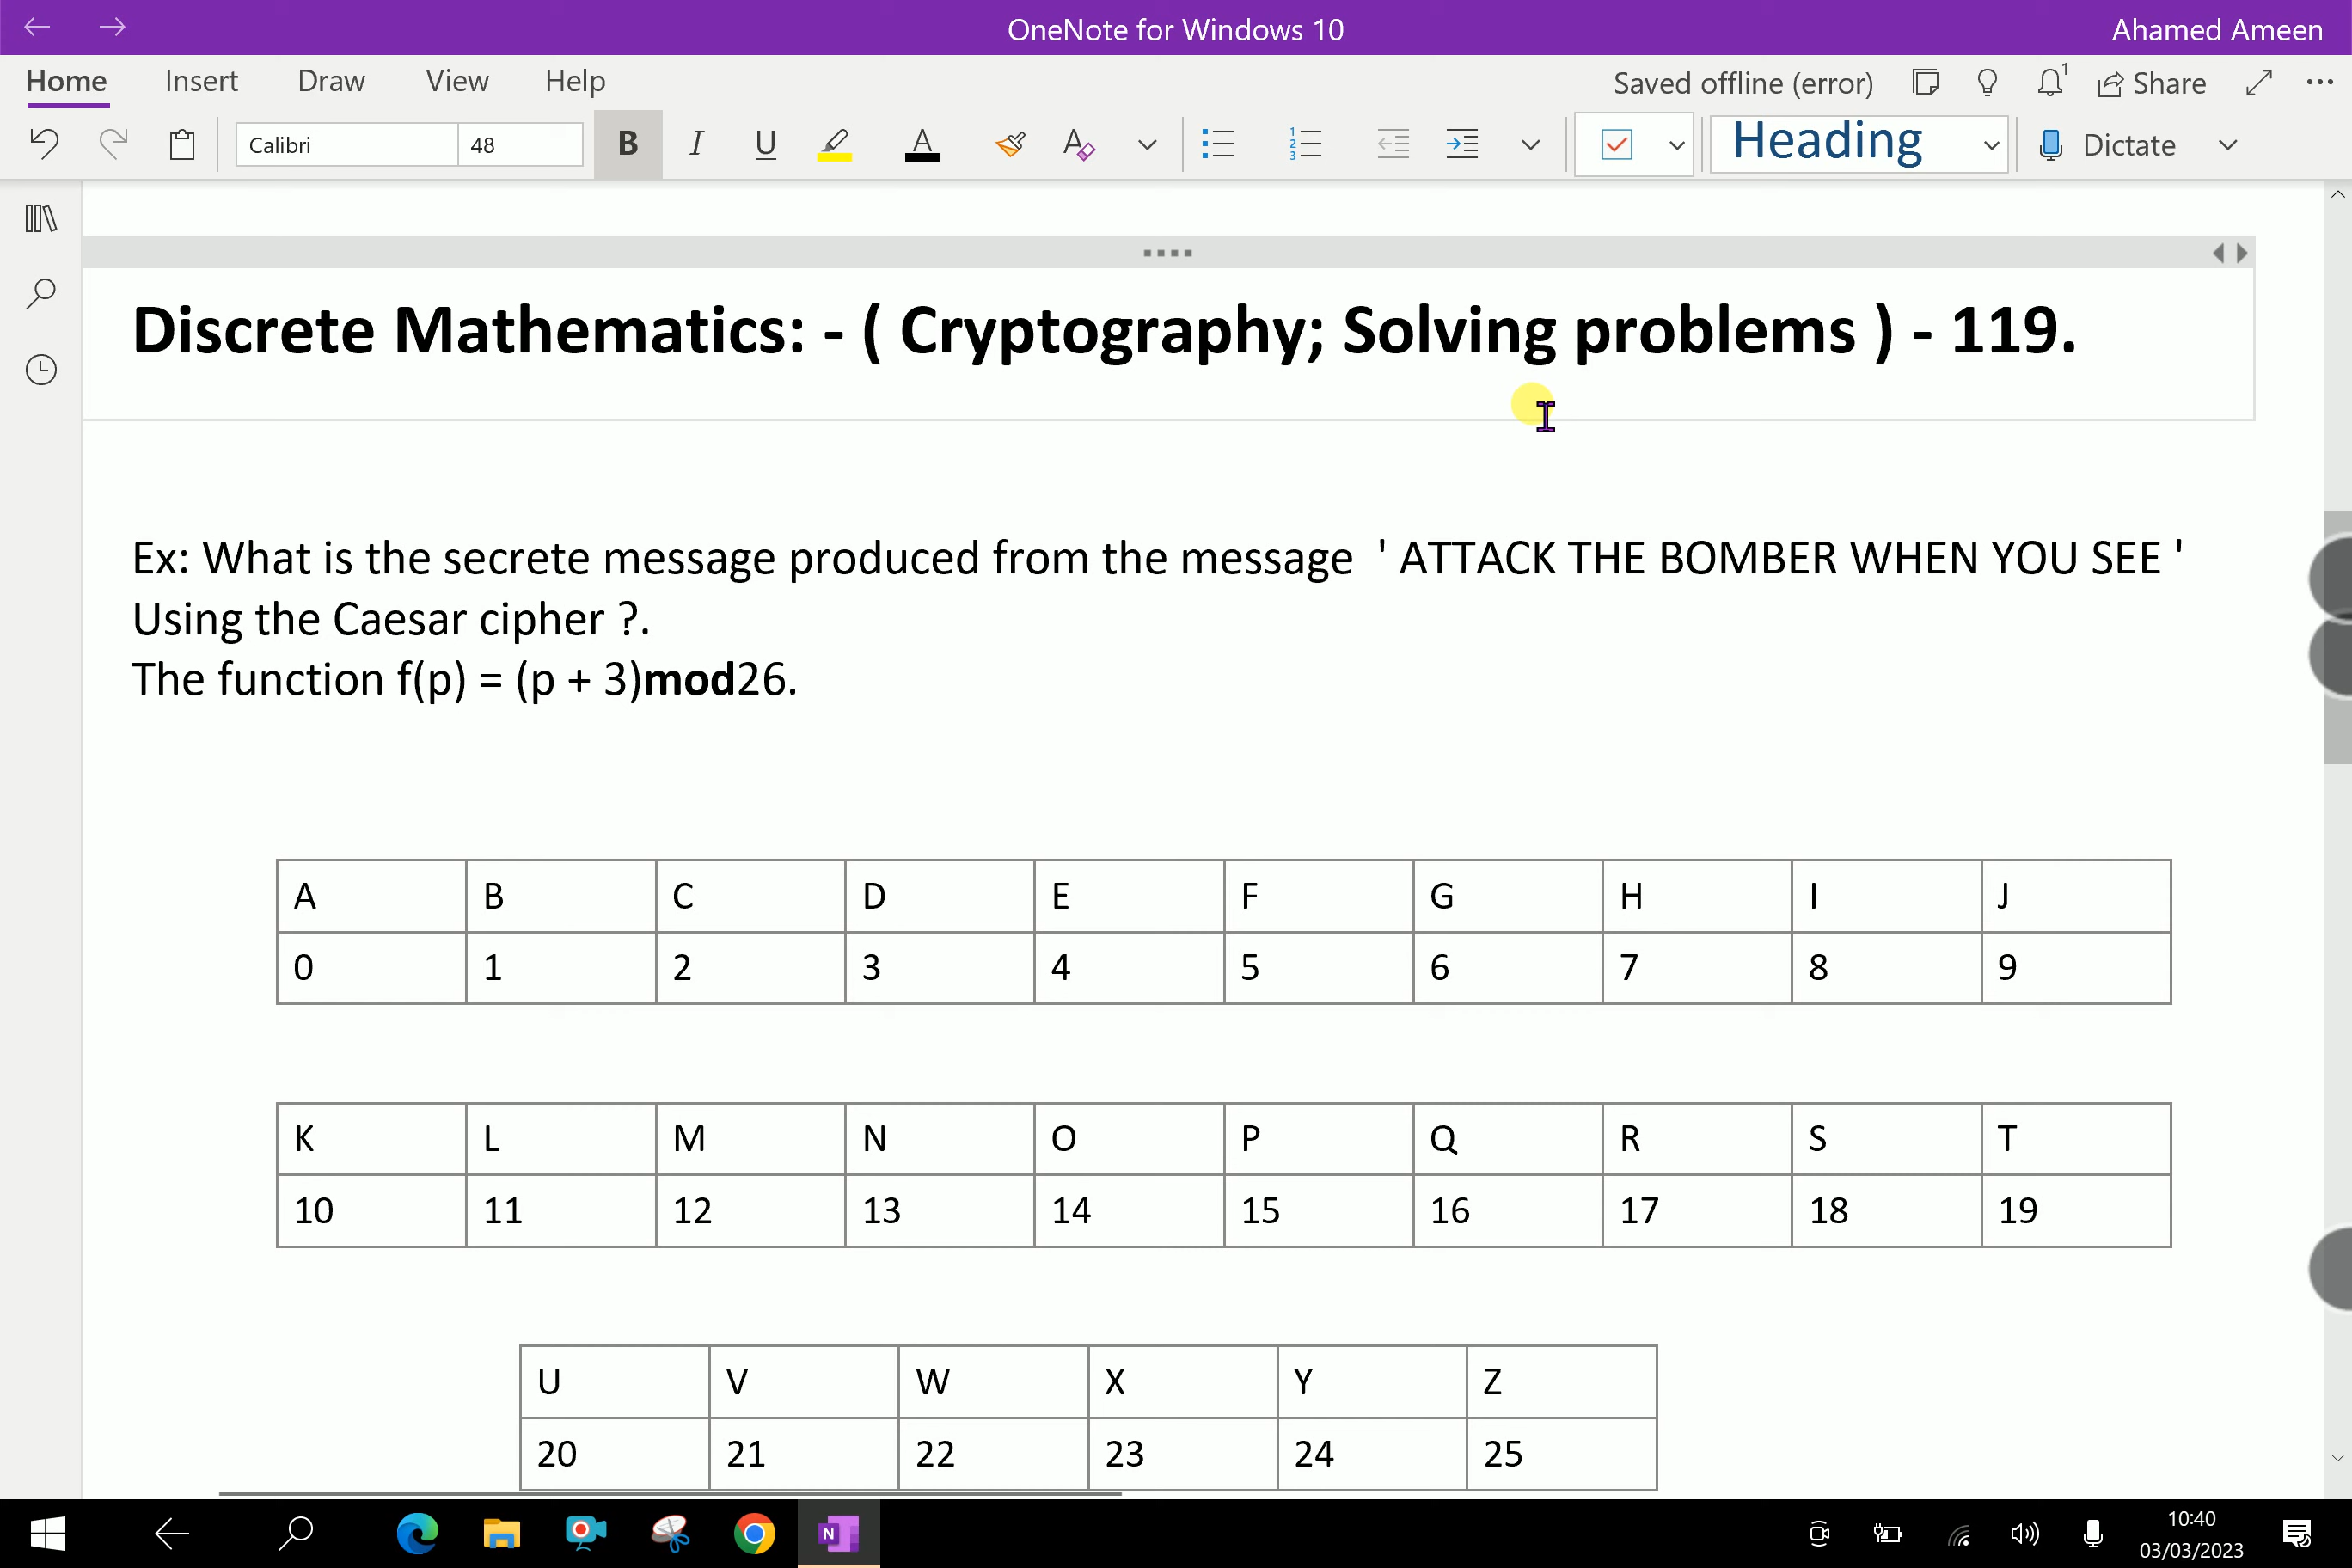 OneNote for Windows 10 Ahamed Ameen
Home Insert Draw View Help Saved offline (error) 1 Share
Calibri 48 B I U A A Heading Dictate
Discrete Mathematics: - ( Cryptography; Solving problems ) - 119.
Ex: What is the secrete message produced from the message ' ATTACK THE BOMBER WHEN YOU SEE '
Using the Caesar cipher ?.
The function f(p) = (p + 3)mod26.
A B C D E F G H I J
0 1 2 3 4 5 6 7 8 9
K L M N O P Q R S T
10 11 12 13 14 15 16 17 18 19
U V W X Y Z
20 21 22 23 24 25
N 10:40
03/03/2023